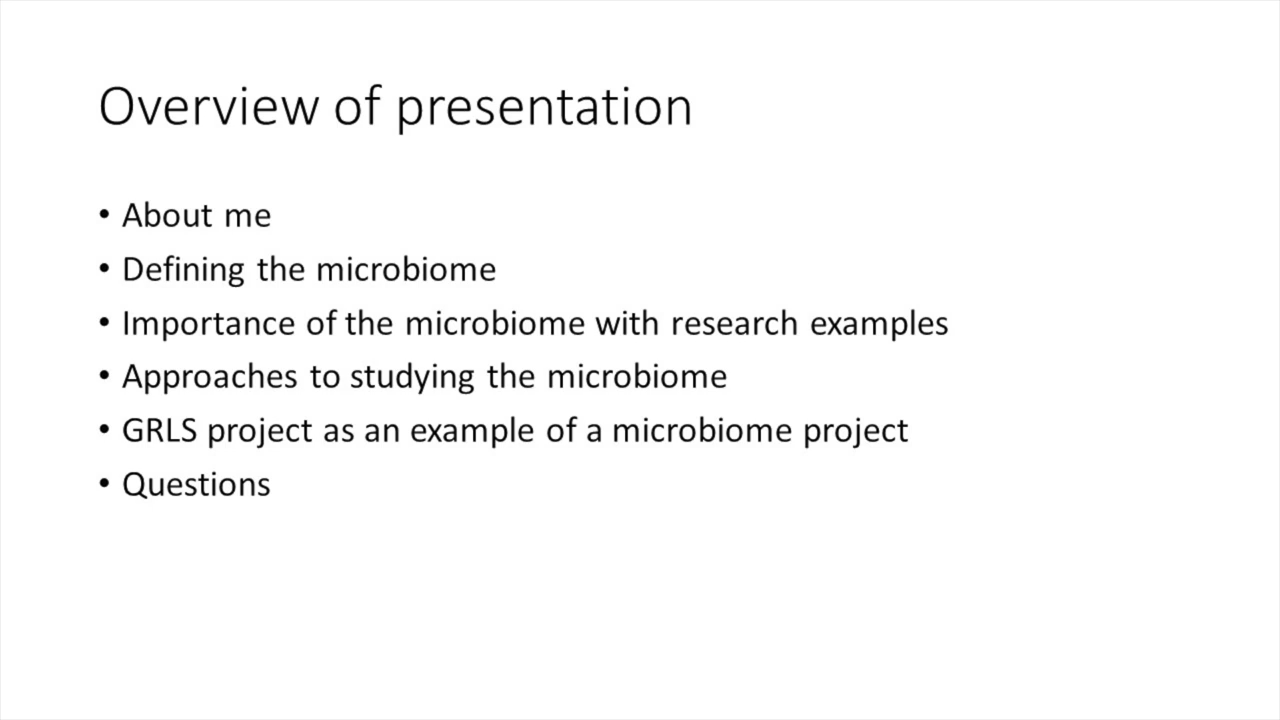 Overview of presentation
• About me
• Defining the microbiome
• Importance of the microbiome with research examples
• Approaches to studying the microbiome
• GRLS project as an example of a microbiome project
• Questions